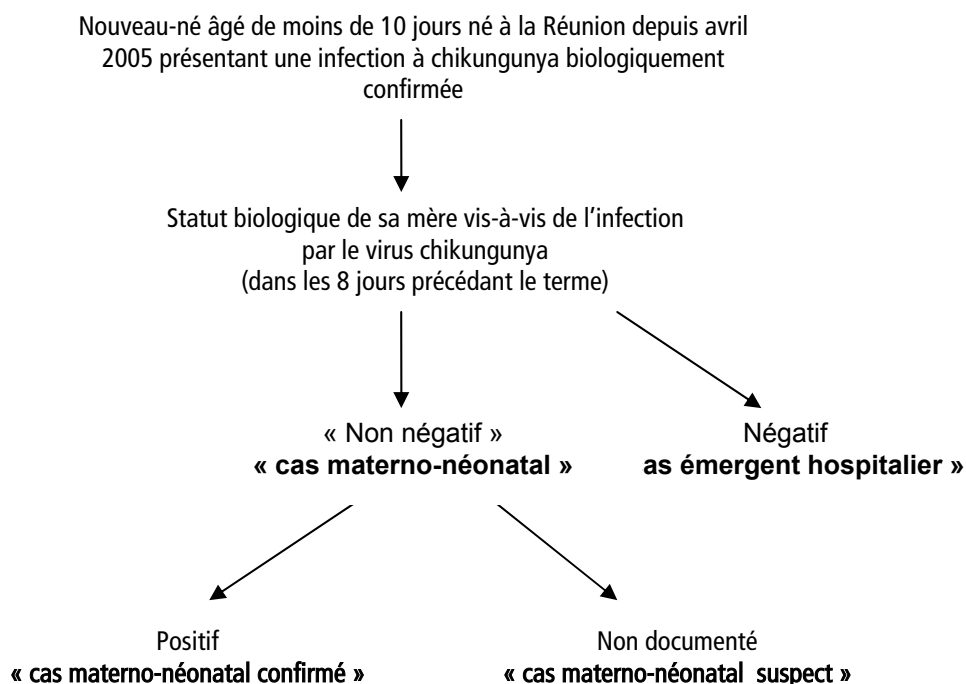 Nouveau-né âgé de moins de 10 jours né à la Réunion depuis avril
2005 présentant une infection à chikungunya biologiquement
confirmée
Statut biologique de sa mère vis-à-vis de l’infection
par le virus chikungunya
(dans les 8 jours précédant le terme)
« Non négatif »
« cas materno-néonatal »
Négatif
as émergent hospitalier »
Positif
« cas materno-néonatal confirmé »
Non documenté
« cas materno-néonatal suspect »